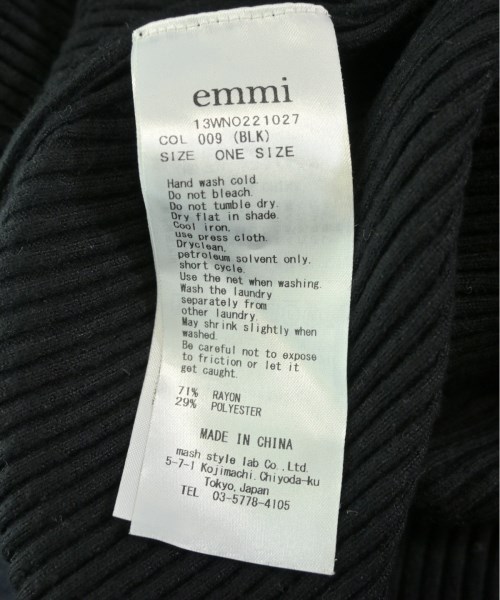 emmi
13WNO221027
COL 009 (BLK)
SIZE ONE SIZE
Hand wash cold.
Do not bleach.
Do not tumble dry.
Dry flat in shade.
Cool iron,
use press cloth.
Dryclean,
petroleum solvent only.
short cycle.
Use the net when washing.
Wash the laundry
separately from
other laundry.
May shrink slightly when
washed.
Be careful not to expose
to friction or let it
get caught.
71% RAYON
29% POLYESTER
MADE IN CHINA
mash style lab Co.,Ltd.
5-7-1 Kojimachi. Chiyoda-ku
Tokyo, Japan
TEL 03-5778-4105